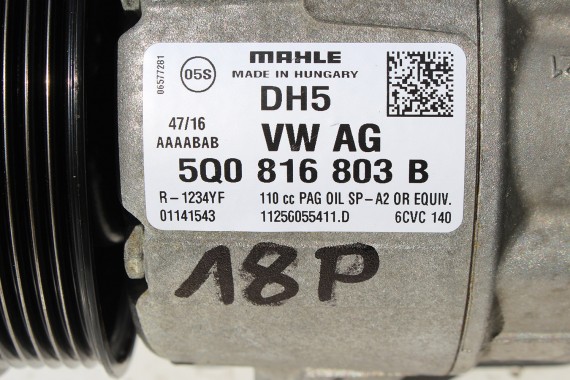 06577281
05S
MAHLE
MADE IN HUNGARY
DH5
47/16
VW AG
AAAABAB
5Q0 816 803 B
R-1234YF 110 cc PAG OIL SP-A2 OR EQUIV.
01141543 11256055411.D 6CVC 140
18P